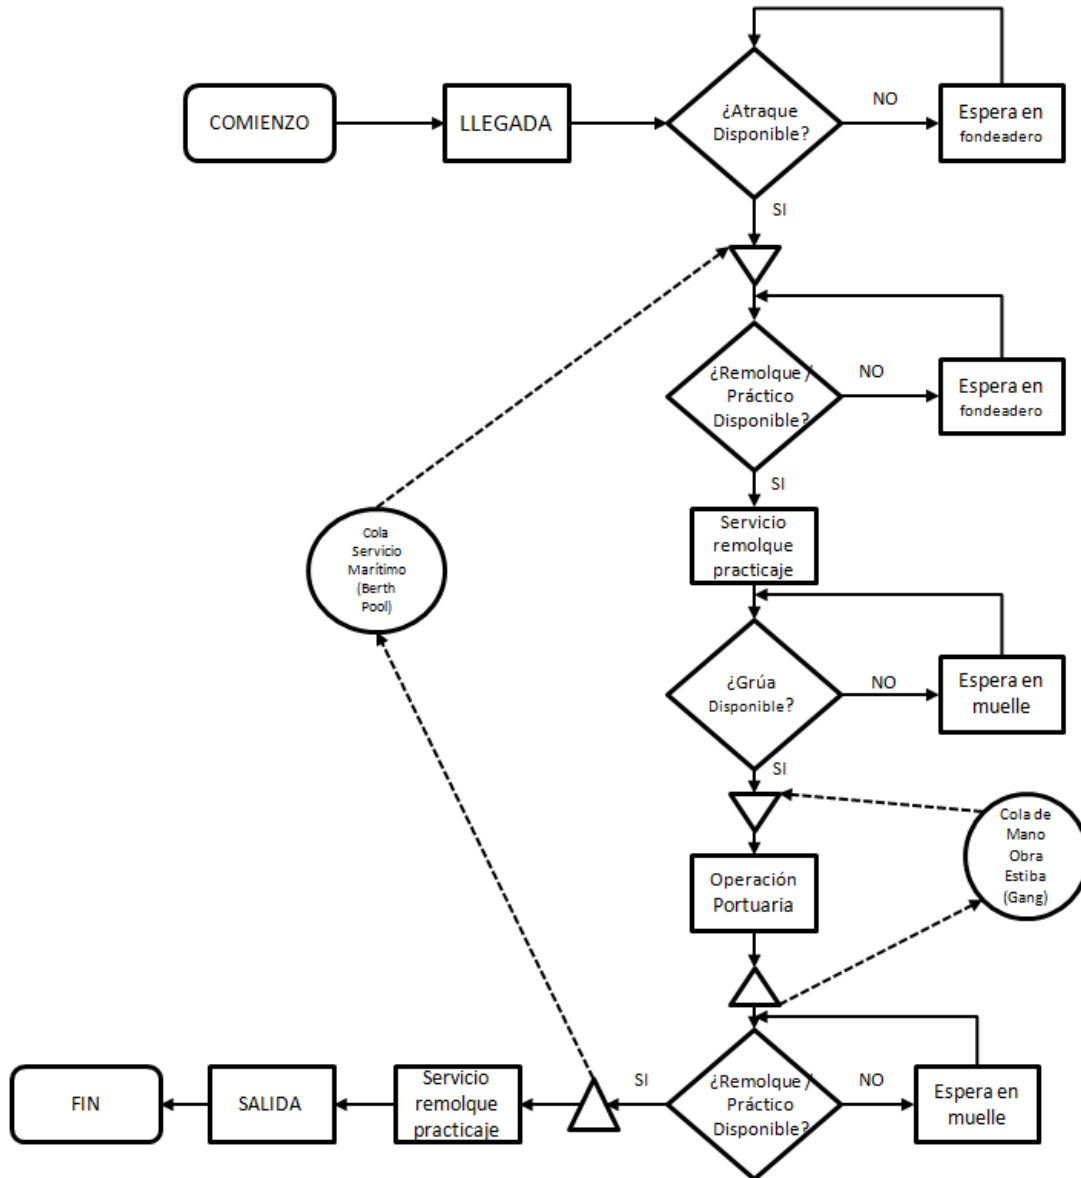 COMIENZO
LLEGADA
¿Atraque
Disponible?
NO
Espera en
fondeadero
SI
¿Remolque /
Práctico
Disponible?
NO
Espera en
fondeadero
SI
Servicio
remolque
practicaje
Cola
Servicio
Marítimo
(Berth
Pool)
¿Grúa
Disponible?
NO
Espera en
muelle
SI
Cola de
Mano
Obra
Estiba
(Gang)
Operación
Portuaria
¿Remolque /
Práctico
Disponible?
NO
Espera en
muelle
SI
Servicio
remolque
practicaje
SALIDA
FIN